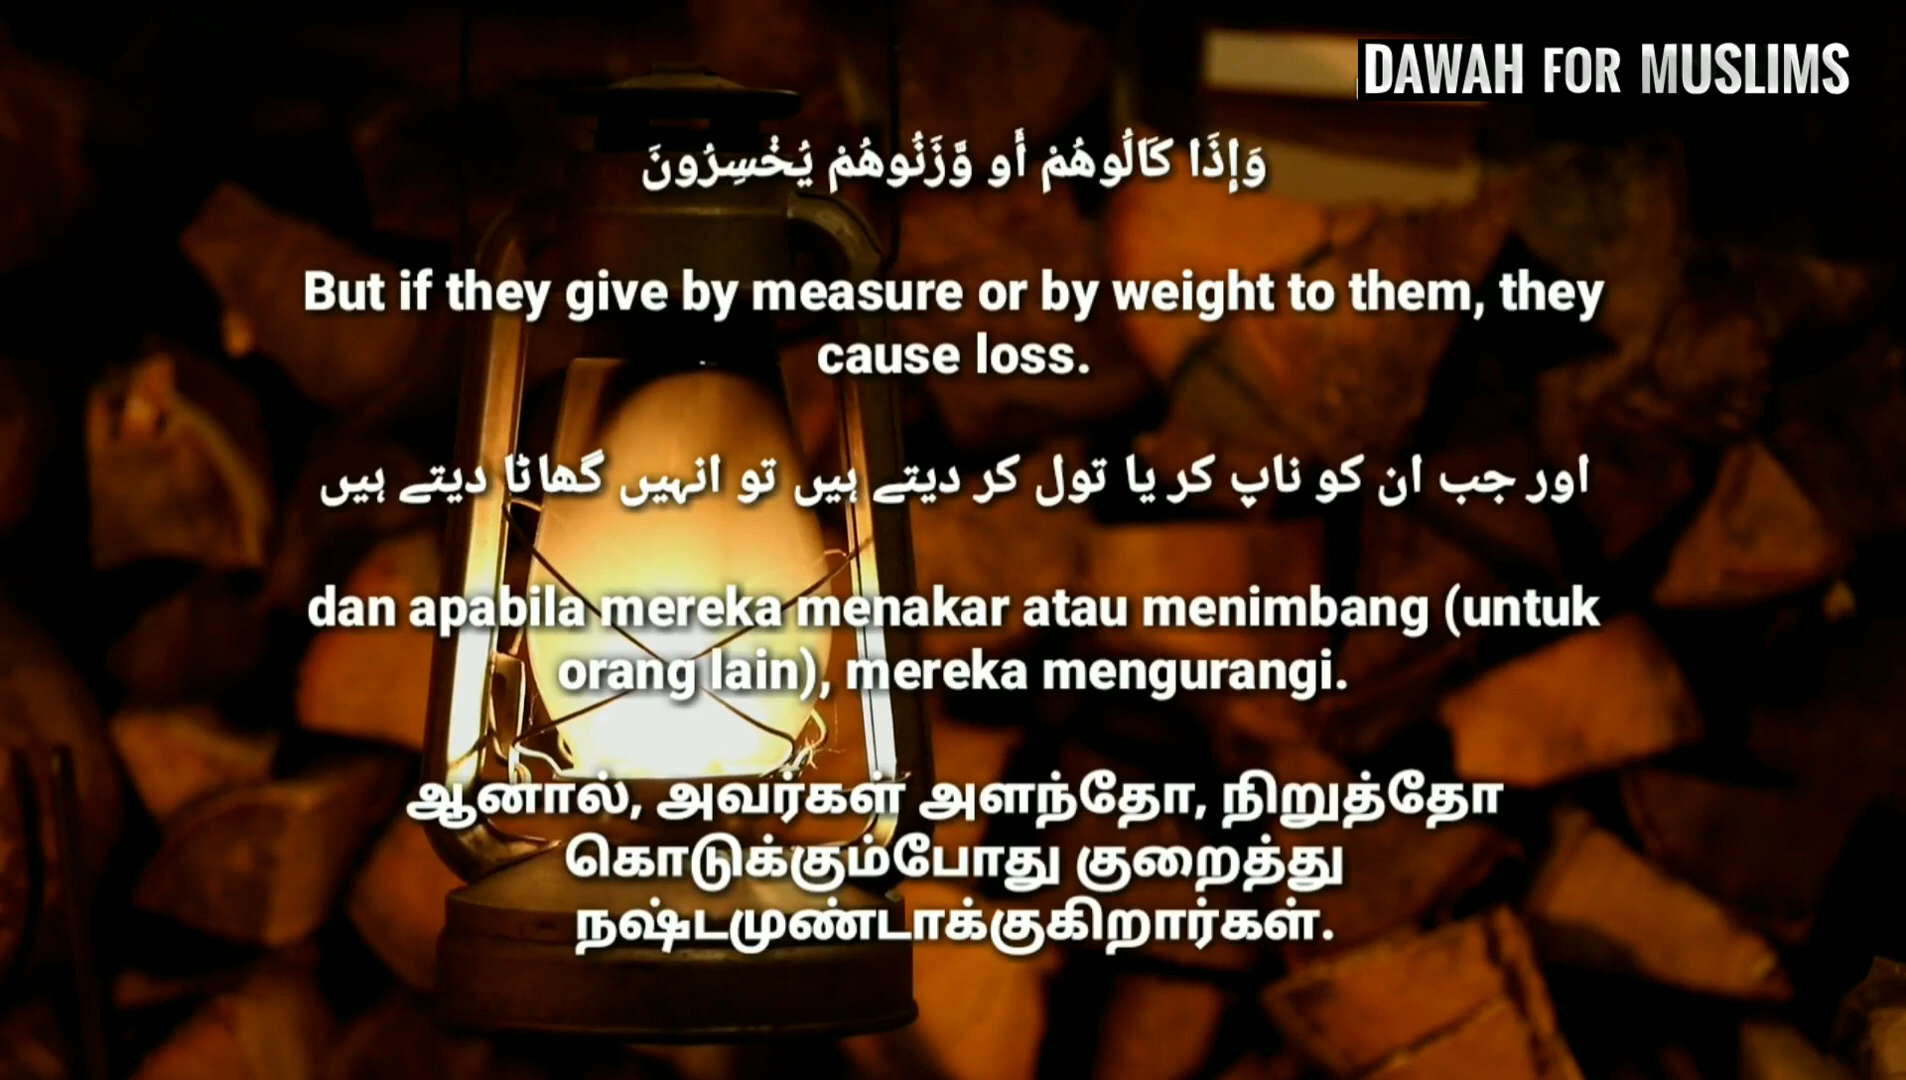 DAWAH FOR MUSLIMS
وَإِذَا كَالُوهُمْ أَو وَّزَنُوهُمْ يُخْسِرُونَ
But if they give by measure or by weight to them, they
cause loss.
اور جب ان کو ناپ کر یا تول کر دیتے ہیں تو انہیں گھاٹا دیتے ہیں
dan apabila mereka menakar atau menimbang (untuk
orang lain), mereka mengurangi.
ஆனால், அவர்கள் அளந்தோ, நிறுத்தோ
கொடுக்கும்போது குறைத்து
நஷ்டமுண்டாக்குகிறார்கள்.